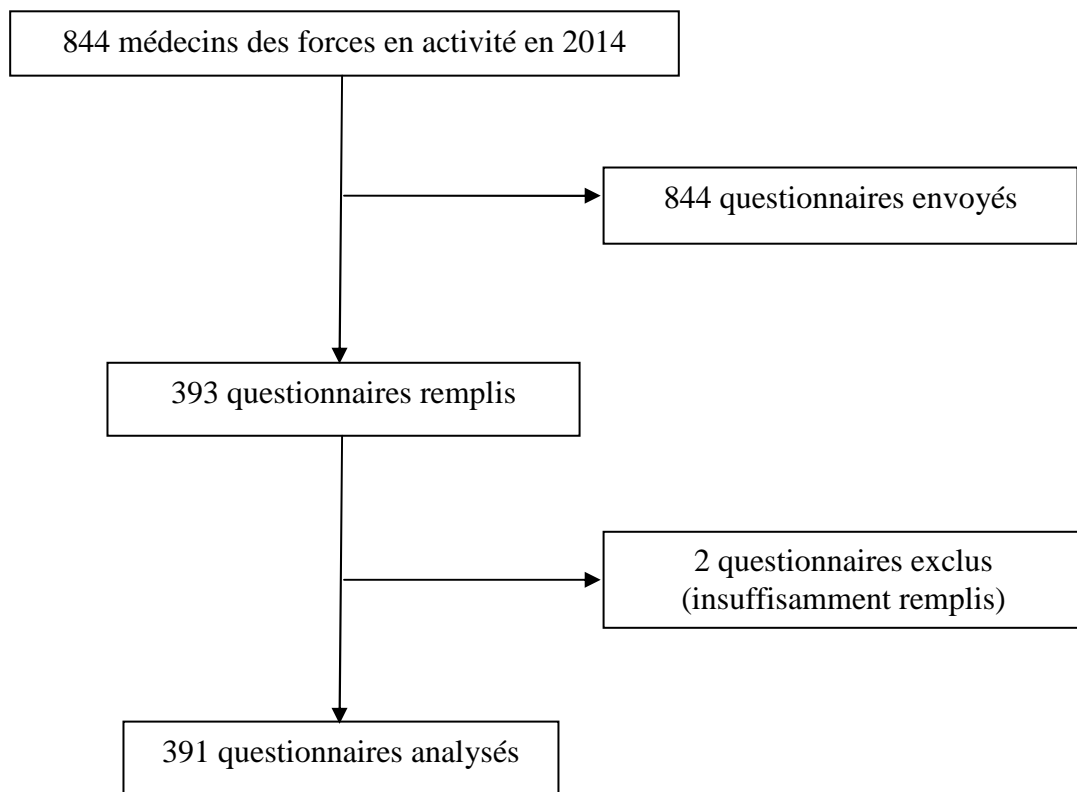 844 médecins des forces en activité en 2014
844 questionnaires envoyés
393 questionnaires remplis
2 questionnaires exclus
(insuffisamment remplis)
391 questionnaires analysés